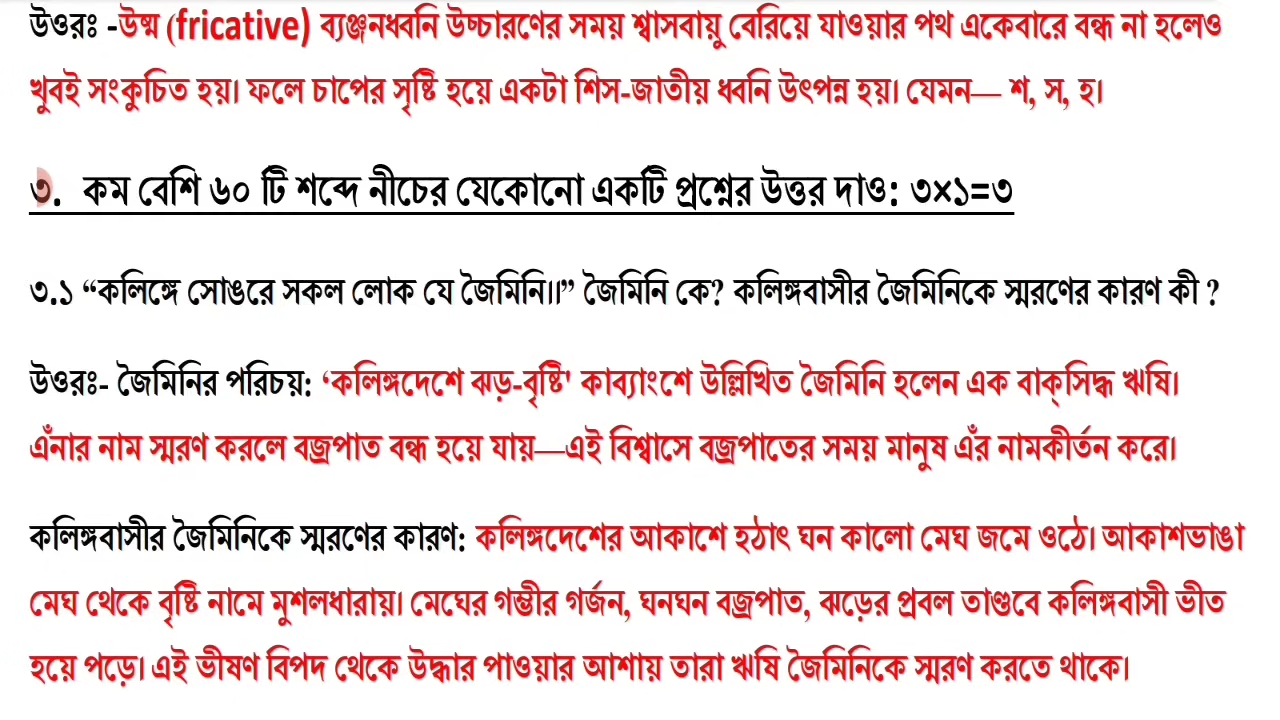 উওরঃ -উষ্ম (fricative) ব্যঞ্জনধ্বনি উচ্চারণের সময় শ্বাসবায়ু বেরিয়ে যাওয়ার পথ একেবারে বন্ধ না হলেও
খুবই সংকুচিত হয়। ফলে চাপের সৃষ্টি হয়ে একটা শিস-জাতীয় ধ্বনি উৎপন্ন হয়। যেমন— শ, স, হ।
৩. কম বেশি ৬০ টি শব্দে নীচের যেকোনো একটি প্রশ্নের উত্তর দাও: ৩×১=৩
৩.১ “কলিঙ্গে সোঙরে সকল লোক যে জৈমিনি॥” জৈমিনি কে? কলিঙ্গবাসীর জৈমিনিকে স্মরণের কারণ কী ?
উওরঃ- জৈমিনির পরিচয়: ‘কলিঙ্গদেশে ঝড়-বৃষ্টি' কাব্যাংশে উল্লিখিত জৈমিনি হলেন এক বাক্‌সিদ্ধ ঋষি।
এঁনার নাম স্মরণ করলে বজ্রপাত বন্ধ হয়ে যায়—এই বিশ্বাসে বজ্রপাতের সময় মানুষ এঁর নামকীর্তন করে।
কলিঙ্গবাসীর জৈমিনিকে স্মরণের কারণ: কলিঙ্গদেশের আকাশে হঠাৎ ঘন কালো মেঘ জমে ওঠে। আকাশভাঙা
মেঘ থেকে বৃষ্টি নামে মুশলধারায়। মেঘের গম্ভীর গর্জন, ঘনঘন বজ্রপাত, ঝড়ের প্রবল তাণ্ডবে কলিঙ্গবাসী ভীত
হয়ে পড়ে। এই ভীষণ বিপদ থেকে উদ্ধার পাওয়ার আশায় তারা ঋষি জৈমিনিকে স্মরণ করতে থাকে।